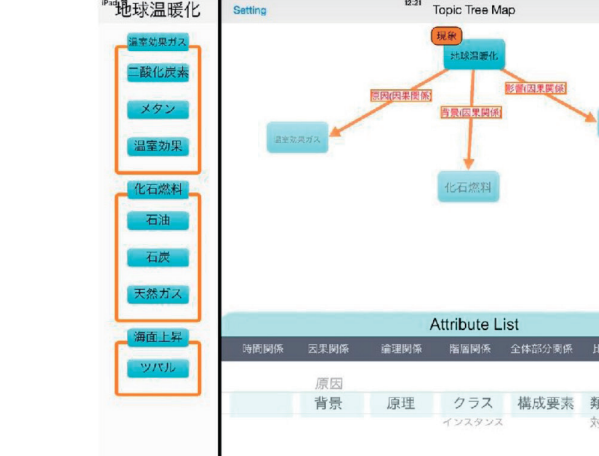 iPad
12:21
地球温暖化
温室効果ガス
二酸化炭素
メタン
温室効果
化石燃料
石油
石炭
天然ガス
海面上昇
ツバル
Setting
Topic Tree Map
現象
地球温暖化
原因(因果関係)
背景(因果関係)
影響(因果関係)
温室効果ガス
化石燃料
Attribute List
時間関係 因果関係 論理関係 階層関係 全体部分関係
原因
背景 原理 クラス 構成要素 類
インスタンス 対